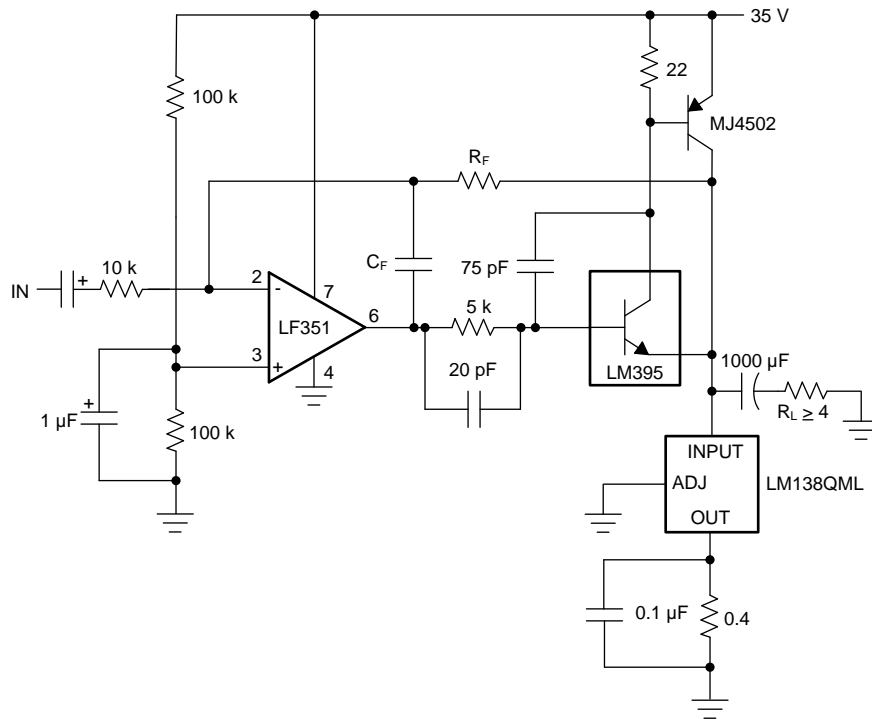 35 V
100 k
22
MJ4502
R_F
C_F
75 pF
IN
+
10 k
2
-
7
LF351
6
5 k
3
+
4
20 pF
LM395
1000 µF
R_L ≥ 4
+
1 µF
100 k
INPUT
ADJ
OUT
LM138QML
0.1 µF
0.4